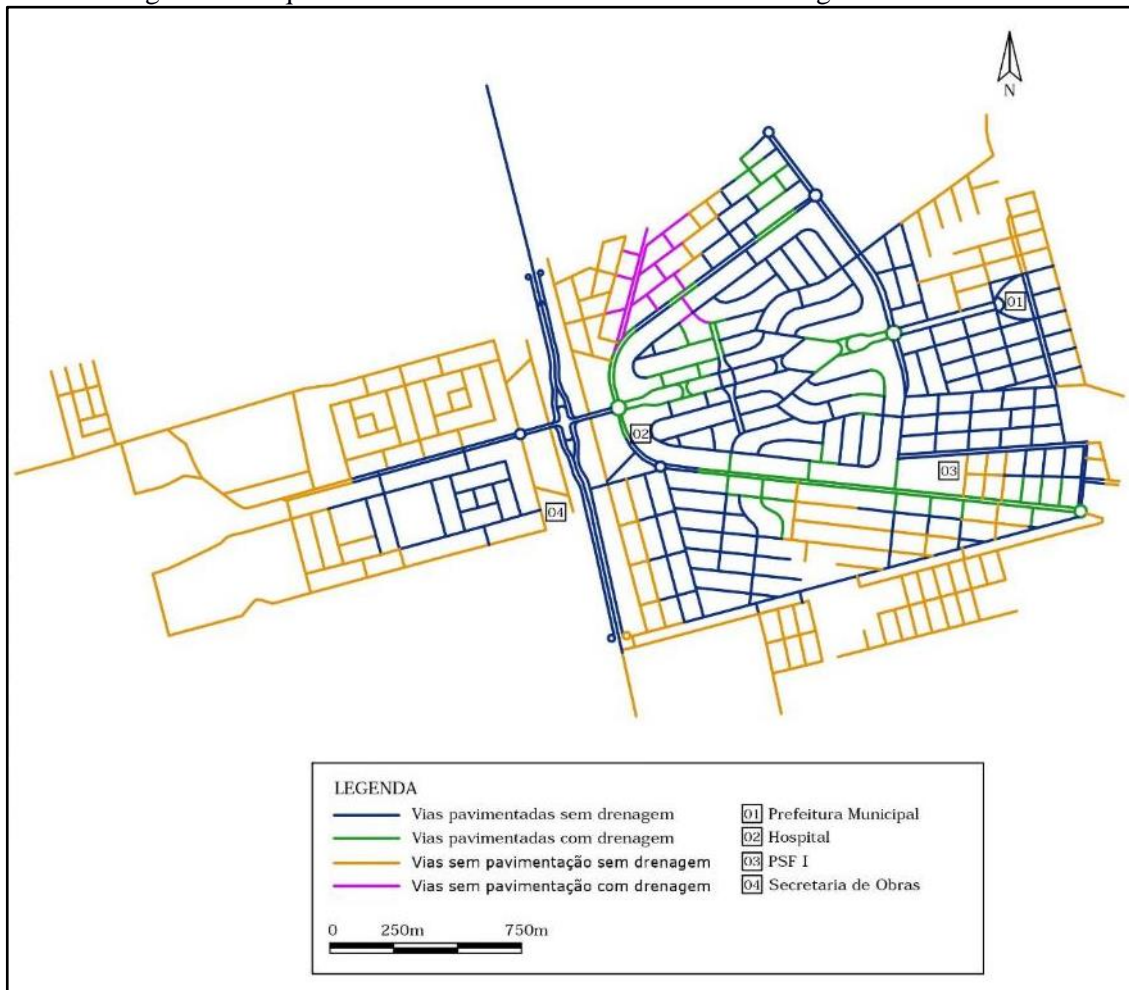 N
01
02
03
04
LEGENDA
Vias pavimentadas sem drenagem
Vias pavimentadas com drenagem
Vias sem pavimentação sem drenagem
Vias sem pavimentação com drenagem
01 Prefeitura Municipal
02 Hospital
03 PSF I
04 Secretaria de Obras
0 250m 750m